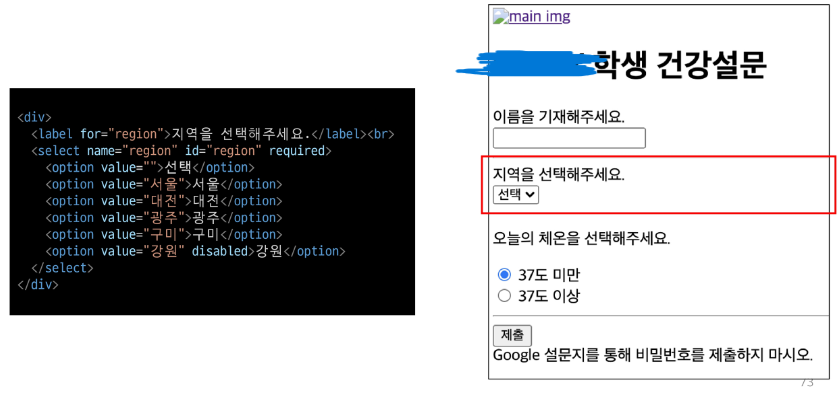 <div>
<label for="region">지역을 선택해주세요.</label><br>
<select name="region" id="region" required>
<option value="">선택</option>
<option value="서울">서울</option>
<option value="대전">대전</option>
<option value="광주">광주</option>
<option value="구미">구미</option>
<option value="강원" disabled>강원</option>
</select>
</div>
main img
학생 건강설문
이름을 기재해주세요.
지역을 선택해주세요.
선택
오늘의 체온을 선택해주세요.
37도 미만
37도 이상
제출
Google 설문지를 통해 비밀번호를 제출하지 마시오.
73